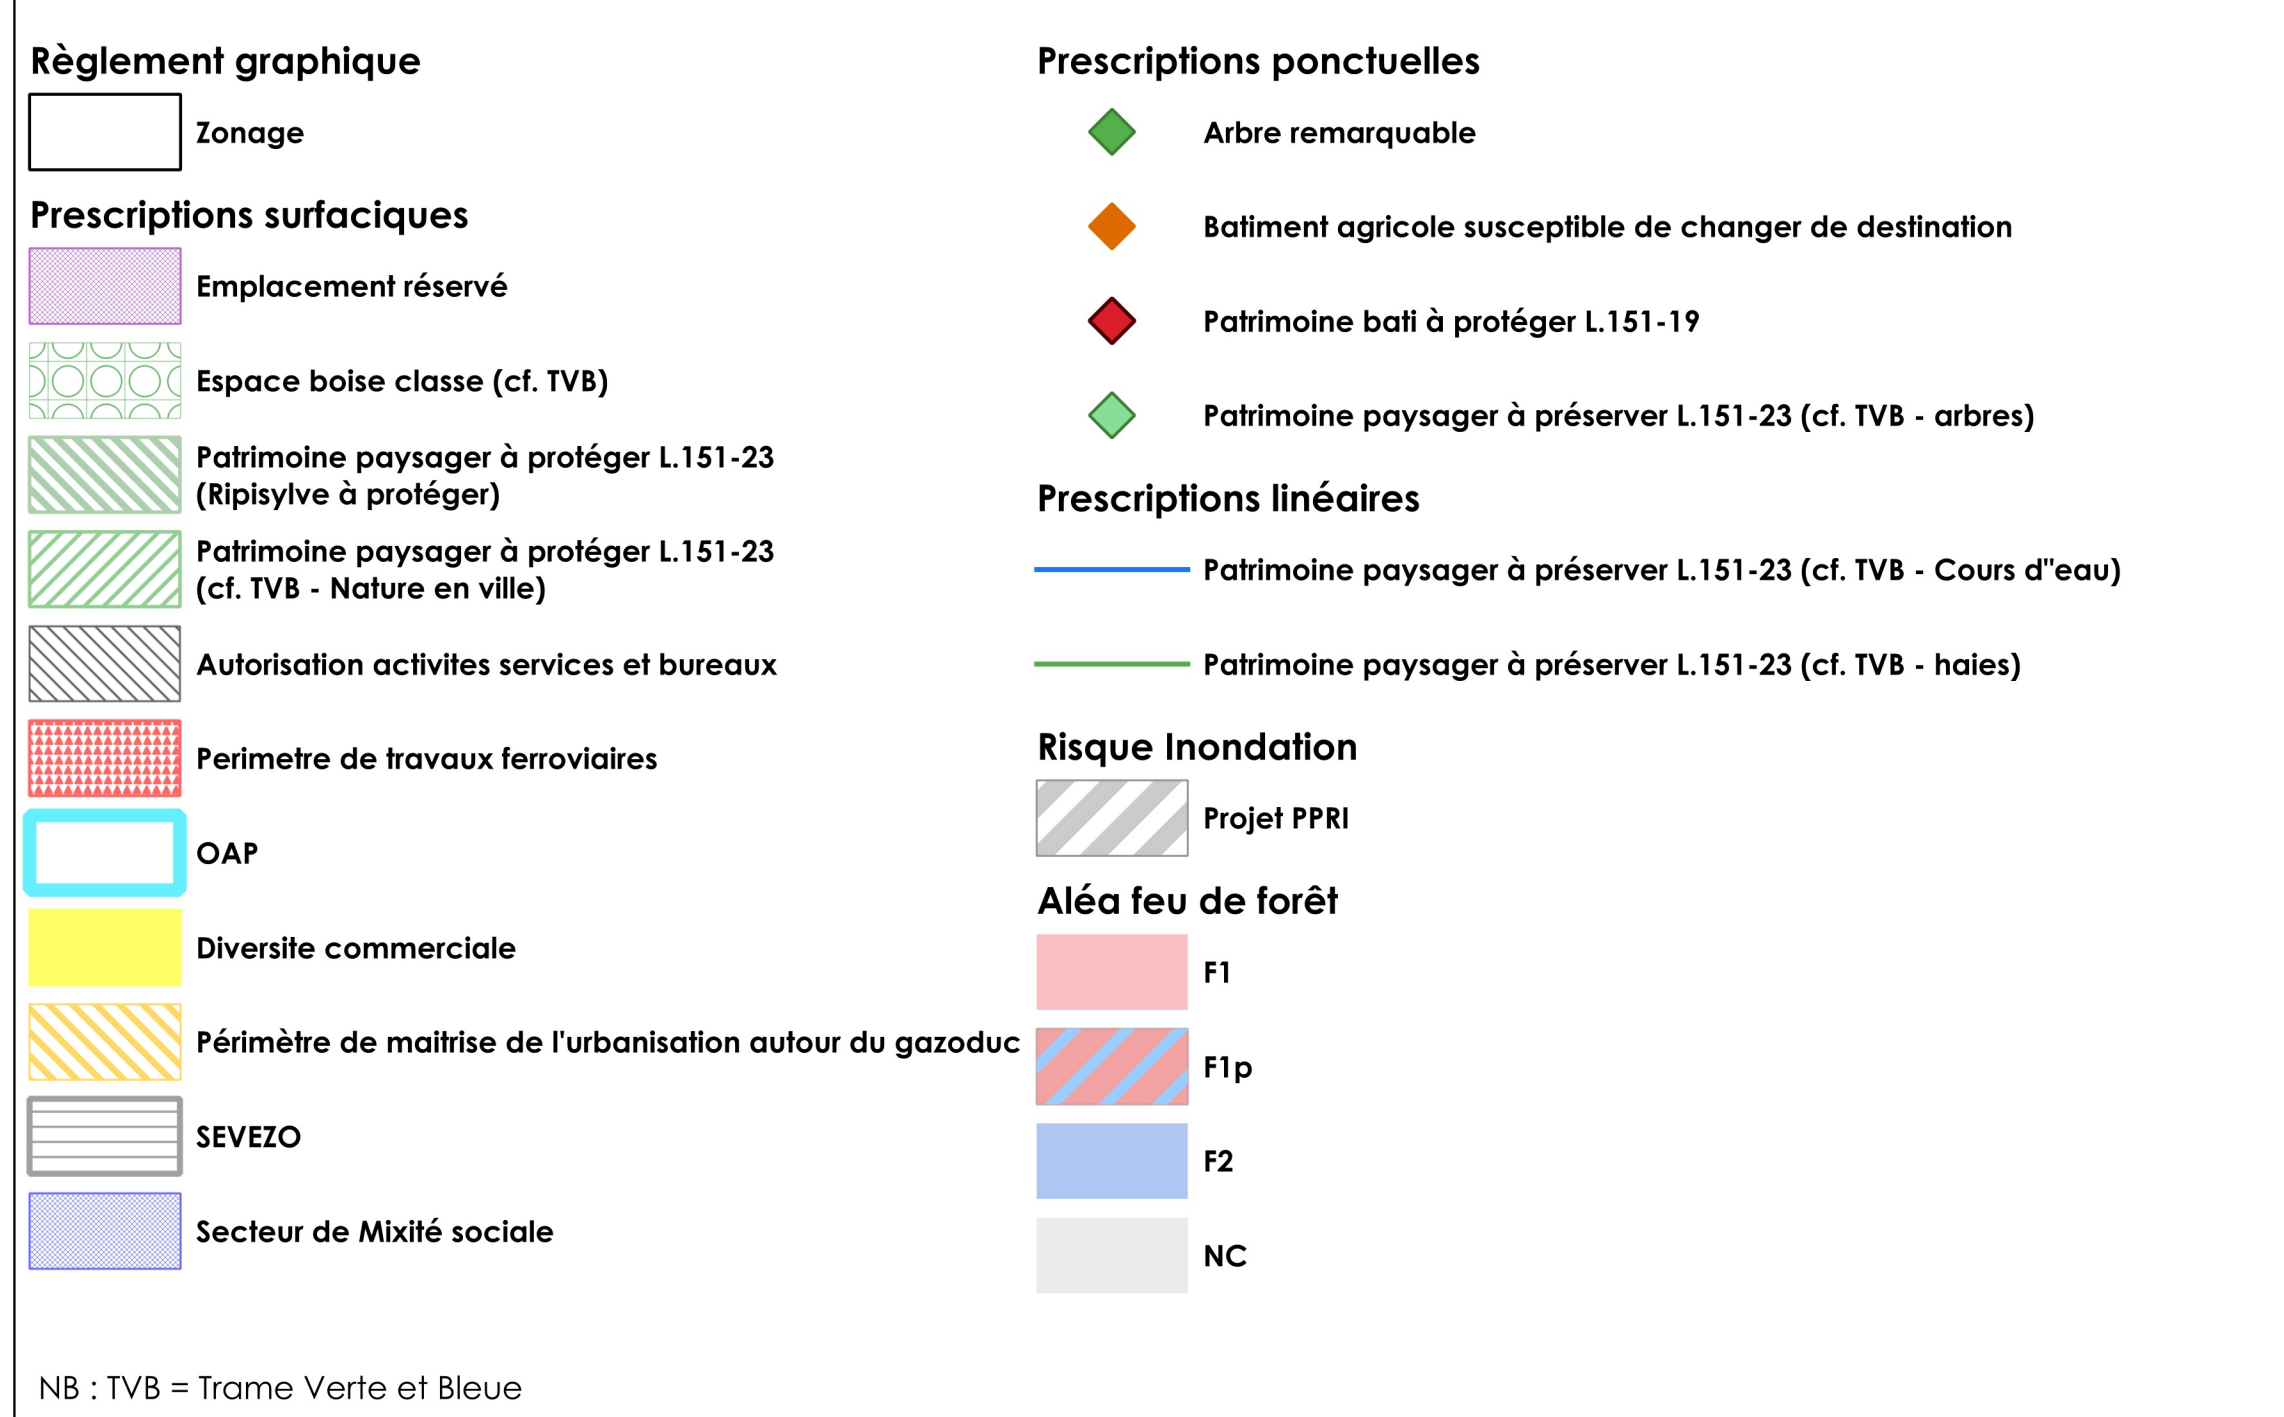 Règlement graphique
Zonage
Prescriptions surfaciques
Emplacement réservé
Espace boise classe (cf. TVB)
Patrimoine paysager à protéger L.151-23
(Ripisylve à protéger)
Patrimoine paysager à protéger L.151-23
(cf. TVB - Nature en ville)
Autorisation activites services et bureaux
Perimetre de travaux ferroviaires
OAP
Diversite commerciale
Périmètre de maitrise de l'urbanisation autour du gazoduc
SEVEZO
Secteur de Mixité sociale
NB : TVB = Trame Verte et Bleue
Prescriptions ponctuelles
Arbre remarquable
Batiment agricole susceptible de changer de destination
Patrimoine bati à protéger L.151-19
Patrimoine paysager à préserver L.151-23 (cf. TVB - arbres)
Prescriptions linéaires
Patrimoine paysager à préserver L.151-23 (cf. TVB - Cours d"eau)
Patrimoine paysager à préserver L.151-23 (cf. TVB - haies)
Risque Inondation
Projet PPRI
Aléa feu de forêt
F1
F1p
F2
NC